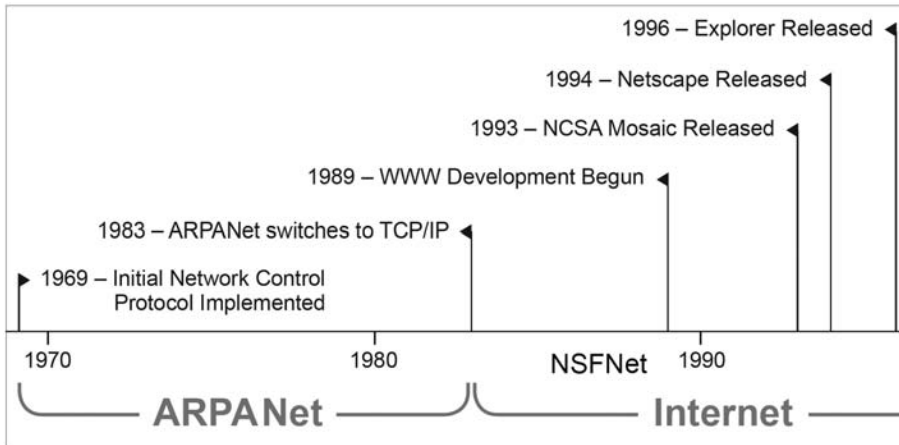 1996 – Explorer Released
1994 – Netscape Released
1993 – NCSA Mosaic Released
1989 – WWW Development Begun
1983 – ARPANet switches to TCP/IP
1969 – Initial Network Control
Protocol Implemented
1970
1980
NSFNet
1990
ARPANet
Internet